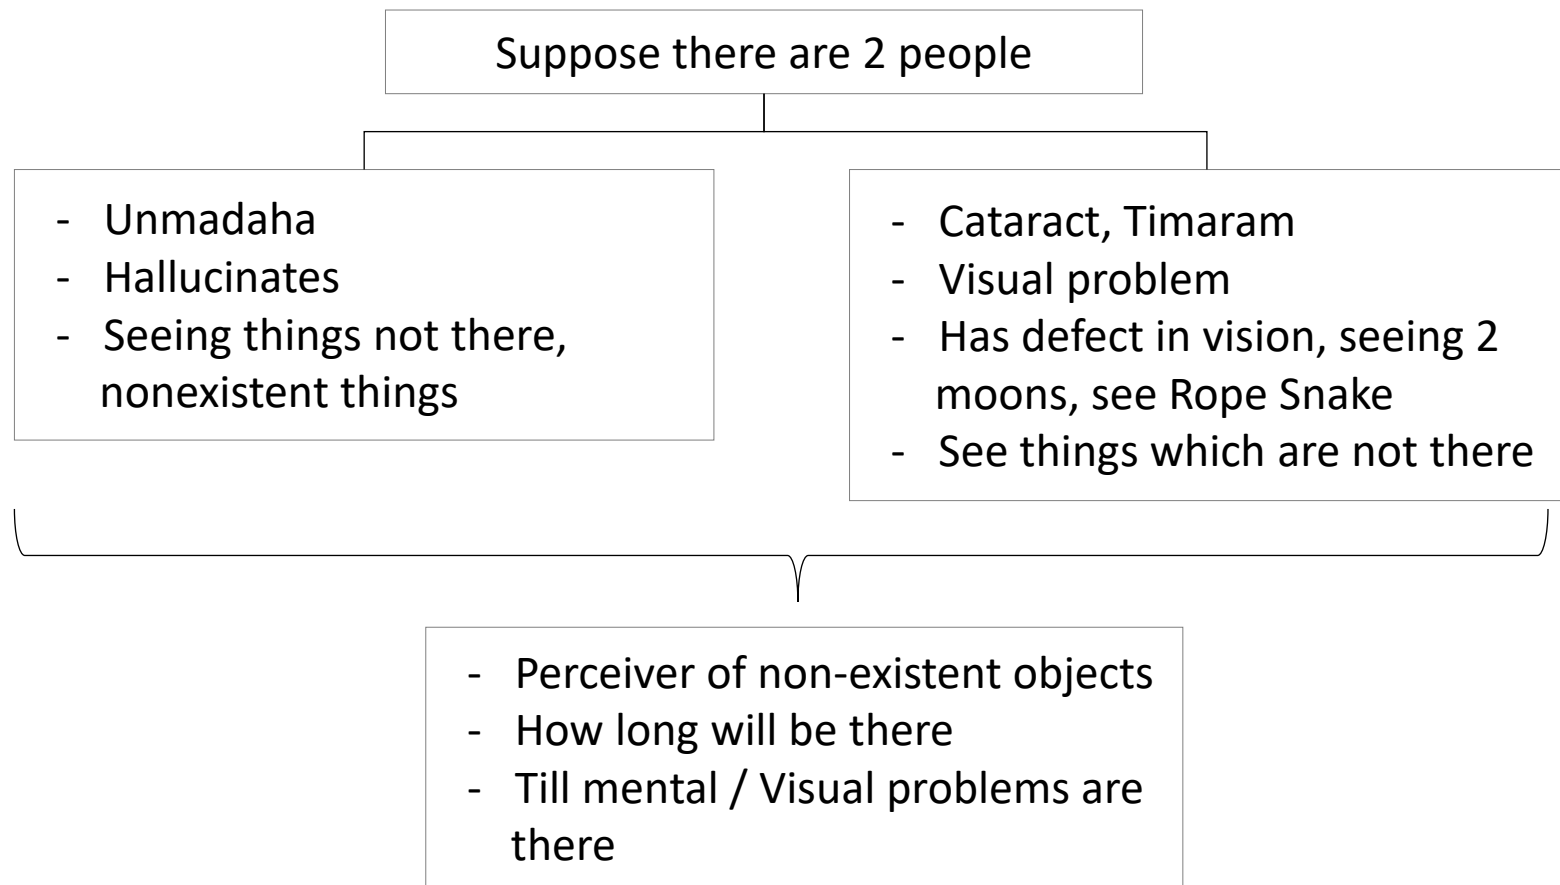 Suppose there are 2 people
- Unmadaha
- Hallucinates
- Seeing things not there,
nonexistent things
- Cataract, Timaram
- Visual problem
- Has defect in vision, seeing 2
moons, see Rope Snake
- See things which are not there
- Perceiver of non-existent objects
- How long will be there
- Till mental / Visual problems are
there